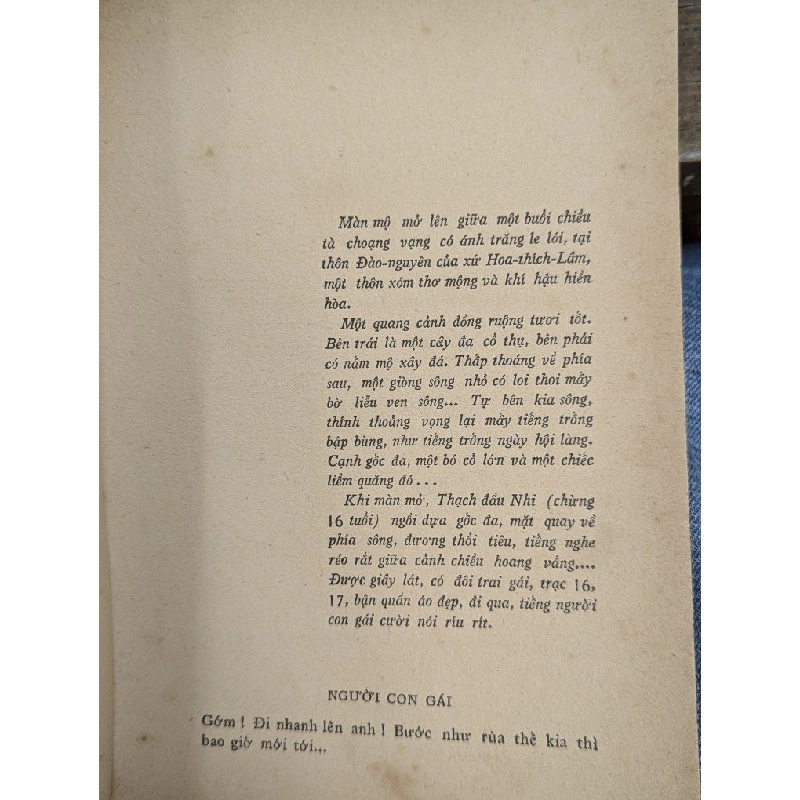 Màn mộ mở lên giữa một buổi chiều
tà choạng vạng có ánh trăng le lói, tại
thôn Đào-nguyên của xứ Hoa-thích-Lâm,
một thôn xóm thơ mộng và khí hậu hiền
hòa.
Một quang cảnh đồng ruộng tươi tốt.
Bên trái là một cây đa cổ thụ, bên phải
có nằm mộ xây đá. Thấp thoáng về phía
sau, một giòng sông nhỏ có loi thoi mấy
bờ liễu ven sông... Tự bên kia sông,
thỉnh thoảng vọng lại mấy tiếng trống
bập bùng, như tiếng trống ngày hội làng.
Cạnh gốc đa, một bó cỏ lớn và một chiếc
liềm quăng đó...
Khi màn mở, Thạch đầu Nhi (chừng
16 tuổi) ngồi dựa gốc đa, mặt quay về
phía sông, đương thổi tiêu, tiếng nghe
réo rắt giữa cảnh chiều hoang vắng....
Được giây lát, có đôi trai gái, trạc 16,
17, bận quần áo đẹp, đi qua, tiếng người
con gái cười nói ríu rít.
NGƯỜI CON GÁI
Gớm ! Đi nhanh lên anh ! Bước như rùa thế kia thì
bao giờ mới tới...